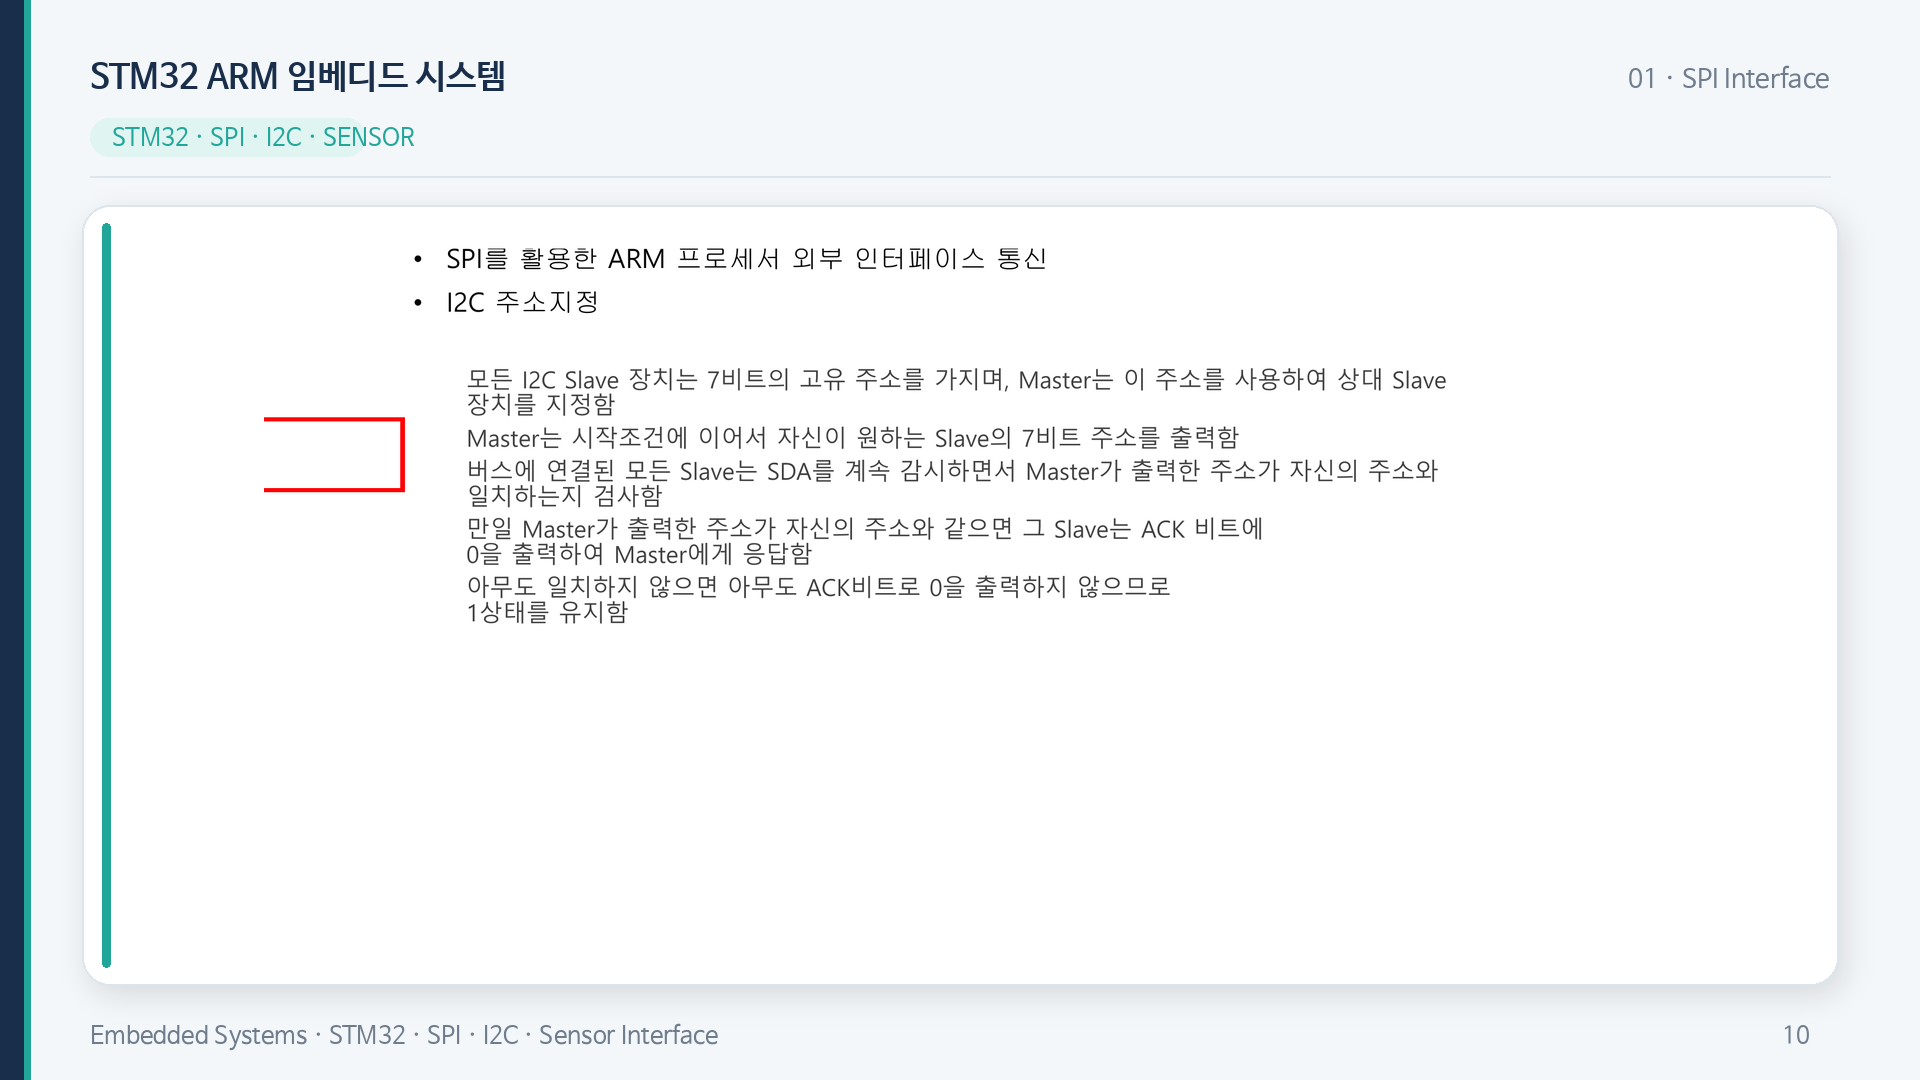 STM32 ARM 임베디드 시스템
01 · SPI Interface
STM32 · SPI · I2C · SENSOR
• SPI를 활용한 ARM 프로세서 외부 인터페이스 통신
• I2C 주소지정
모든 I2C Slave 장치는 7비트의 고유 주소를 가지며, Master는 이 주소를 사용하여 상대 Slave
장치를 지정함
Master는 시작조건에 이어서 자신이 원하는 Slave의 7비트 주소를 출력함
버스에 연결된 모든 Slave는 SDA를 계속 감시하면서 Master가 출력한 주소가 자신의 주소와
일치하는지 검사함
만일 Master가 출력한 주소가 자신의 주소와 같으면 그 Slave는 ACK 비트에
0을 출력하여 Master에게 응답함
아무도 일치하지 않으면 아무도 ACK비트로 0을 출력하지 않으므로
1상태를 유지함
Embedded Systems · STM32 · SPI · I2C · Sensor Interface
10